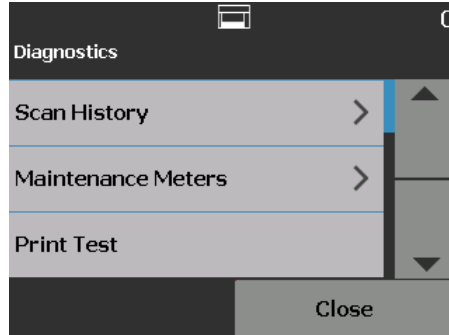 Diagnostics
Scan History
Maintenance Meters
Print Test
Close